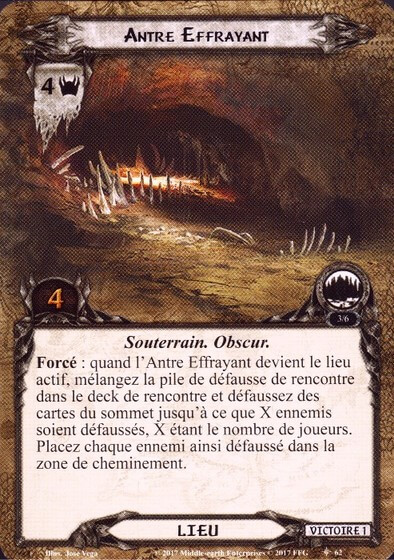 Antre Effrayant
4
4
3/6
Souterrain. Obscur.
Forcé : quand l'Antre Effrayant devient le lieu
actif, mélangez la pile de défausse de rencontre
dans le deck de rencontre et défaussez des
cartes du sommet jusqu'à ce que X ennemis
soient défaussés, X étant le nombre de joueurs.
Placez chaque ennemi ainsi défaussé dans la
zone de cheminement.
LIEU
VICTOIRE 1
Illus. José Vega
© 2017 Middle-earth Enterprises © 2017 FFG
62